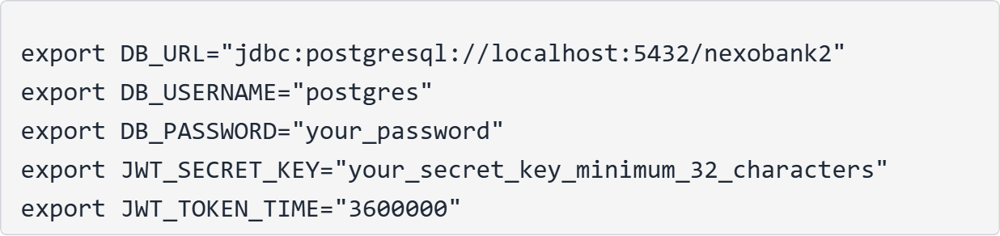 export DB_URL="jdbc:postgresql://localhost:5432/nexobank2"
export DB_USERNAME="postgres"
export DB_PASSWORD="your_password"
export JWT_SECRET_KEY="your_secret_key_minimum_32_characters"
export JWT_TOKEN_TIME="3600000"